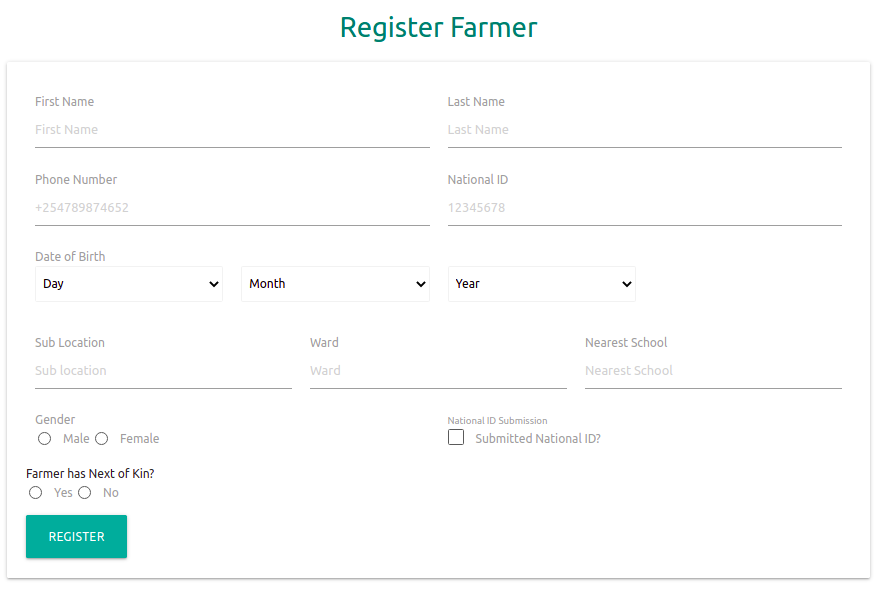 Register Farmer
First Name Last Name
First Name Last Name
Phone Number National ID
+254789874652 12345678
Date of Birth
Day Month Year
Sub Location Ward Nearest School
Sub location Ward Nearest School
Gender National ID Submission
Male Female Submitted National ID?
Farmer has Next of Kin?
Yes No
REGISTER